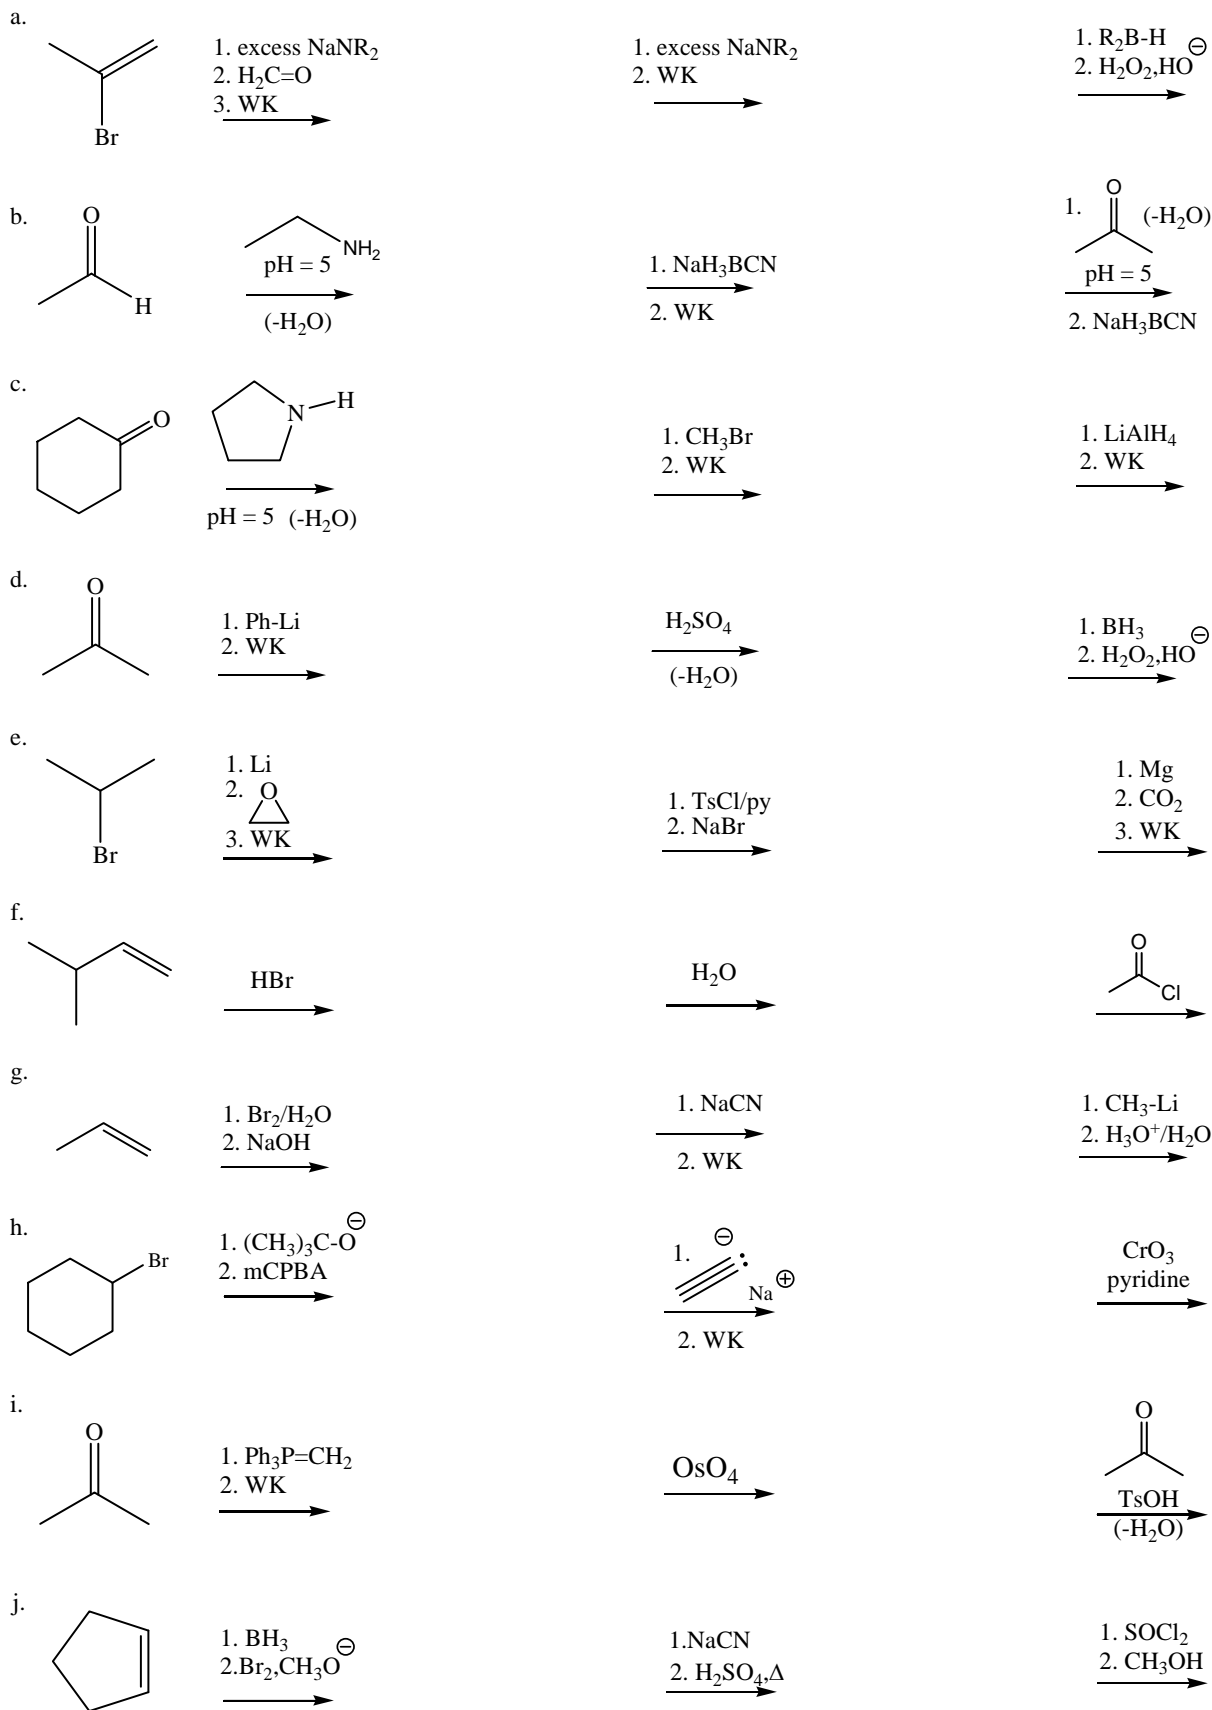 a.
Br
1. excess NaNR2
2. H2C=O
3. WK
1. excess NaNR2
2. WK
1. R2B-H
2. H2O2,HO⊖
b.
O
H
NH2
pH = 5
(-H2O)
1. NaH3BCN
2. WK
1.
O
(-H2O)
pH = 5
2. NaH3BCN
c.
O
N-H
pH = 5 (-H2O)
1. CH3Br
2. WK
1. LiAlH4
2. WK
d.
O
1. Ph-Li
2. WK
H2SO4
(-H2O)
1. BH3
2. H2O2,HO⊖
e.
Br
1. Li
2.
O
3. WK
1. TsCl/py
2. NaBr
1. Mg
2. CO2
3. WK
f.
HBr
H2O
O
Cl
g.
1. Br2/H2O
2. NaOH
1. NaCN
2. WK
1. CH3-Li
2. H3O+/H2O
h.
Br
1. (CH3)3C-O⊖
2. mCPBA
1.
⊖
:
Na⊕
2. WK
CrO3
pyridine
i.
O
1. Ph3P=CH2
2. WK
OsO4
O
TsOH
(-H2O)
j.
1. BH3
2.Br2,CH3O⊖
1.NaCN
2. H2SO4,Δ
1. SOCl2
2. CH3OH